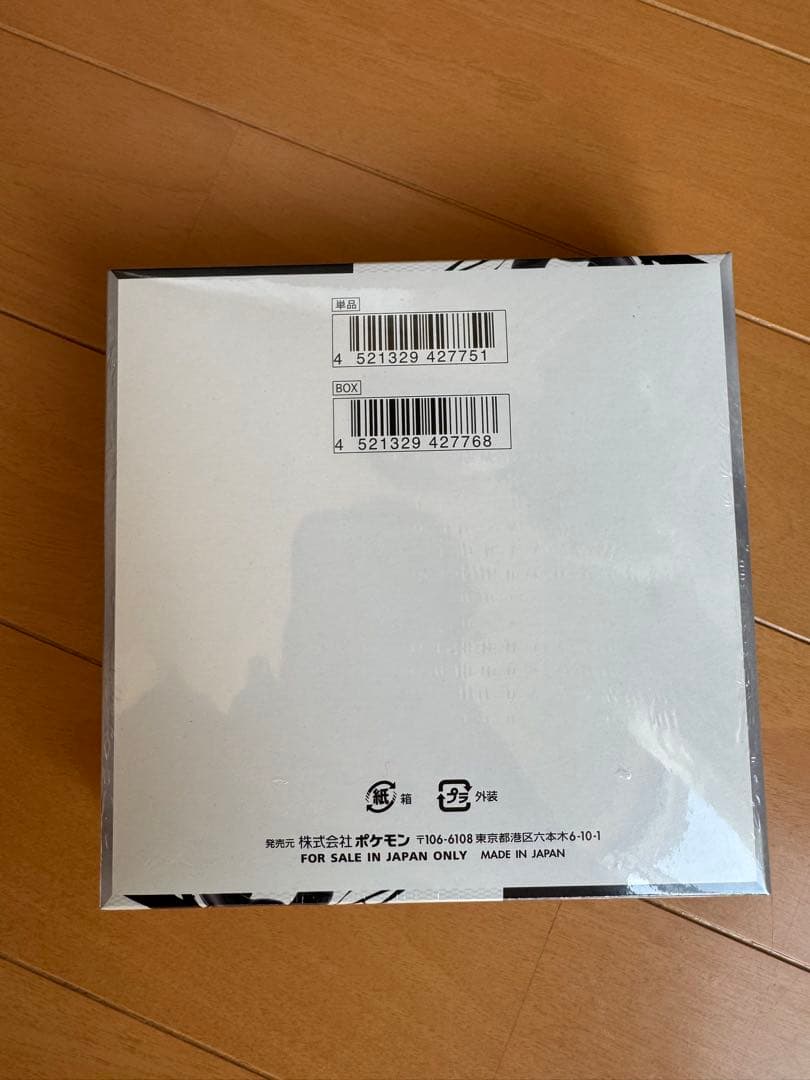 単品
4 521329 427751
BOX
4 521329 427768
紙 箱 プラ 外装
発売元 株式会社 ポケモン 〒106-6108 東京都港区六本木6-10-1
FOR SALE IN JAPAN ONLY MADE IN JAPAN